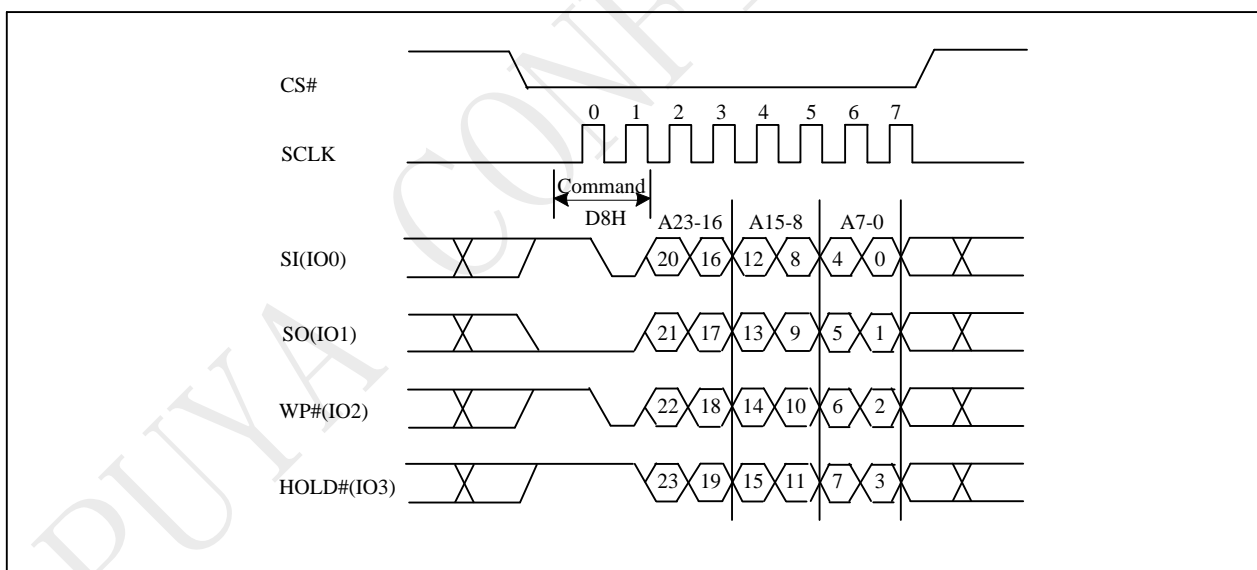 PUYA CONF
CS#
0 1 2 3 4 5 6 7
SCLK
Command
D8H
A23-16 A15-8 A7-0
SI(IO0) 20 16 12 8 4 0
SO(IO1) 21 17 13 9 5 1
WP#(IO2) 22 18 14 10 6 2
HOLD#(IO3) 23 19 15 11 7 3